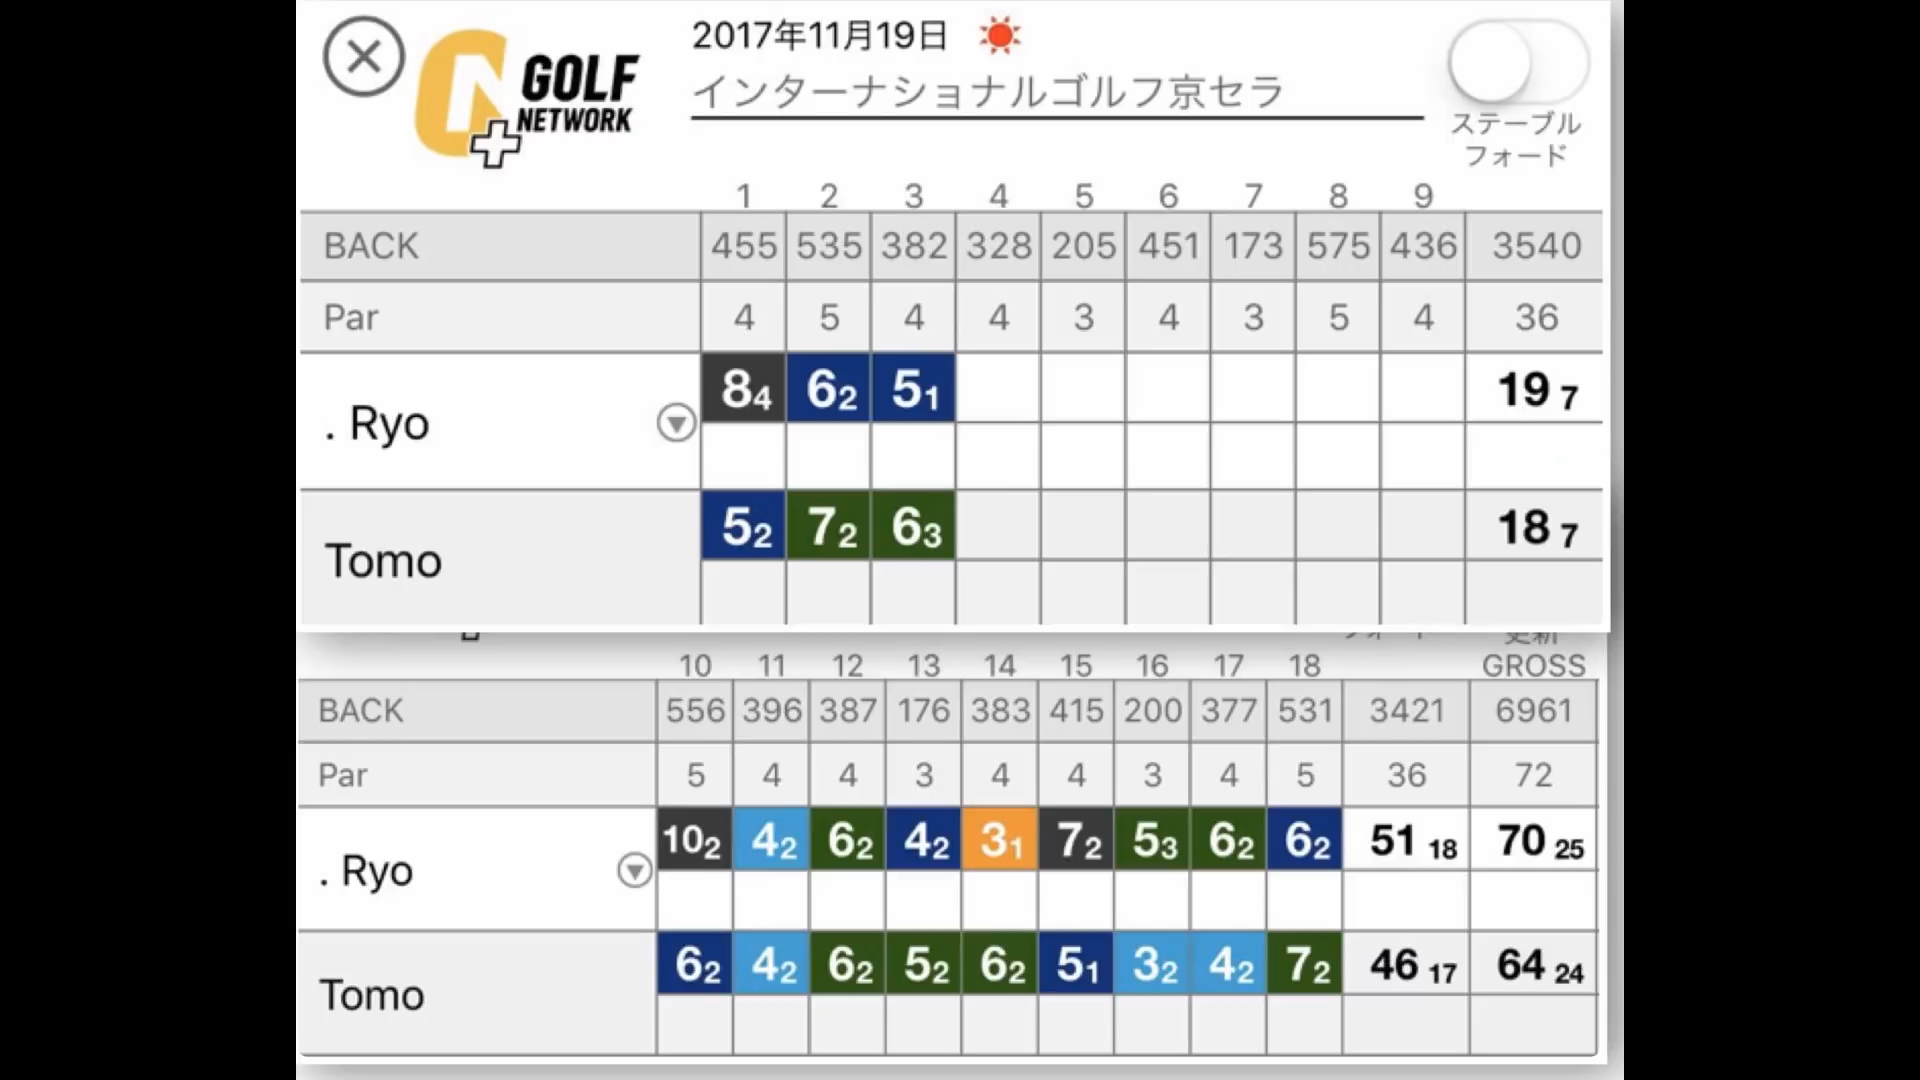 2017年11月19日
GOLF
NETWORK
インターナショナルゴルフ京セラ
ステーブル
フォード
1 2 3 4 5 6 7 8 9
BACK 455 535 382 328 205 451 173 575 436 3540
Par 4 5 4 4 3 4 3 5 4 36
. Ryo 84 62 51 19 7
Tomo 52 72 63 18 7
更新
10 11 12 13 14 15 16 17 18 GROSS
BACK 556 396 387 176 383 415 200 377 531 3421 6961
Par 5 4 4 3 4 4 3 4 5 36 72
. Ryo 102 42 62 42 31 72 53 62 62 51 18 70 25
Tomo 62 42 62 52 62 51 32 42 72 46 17 64 24